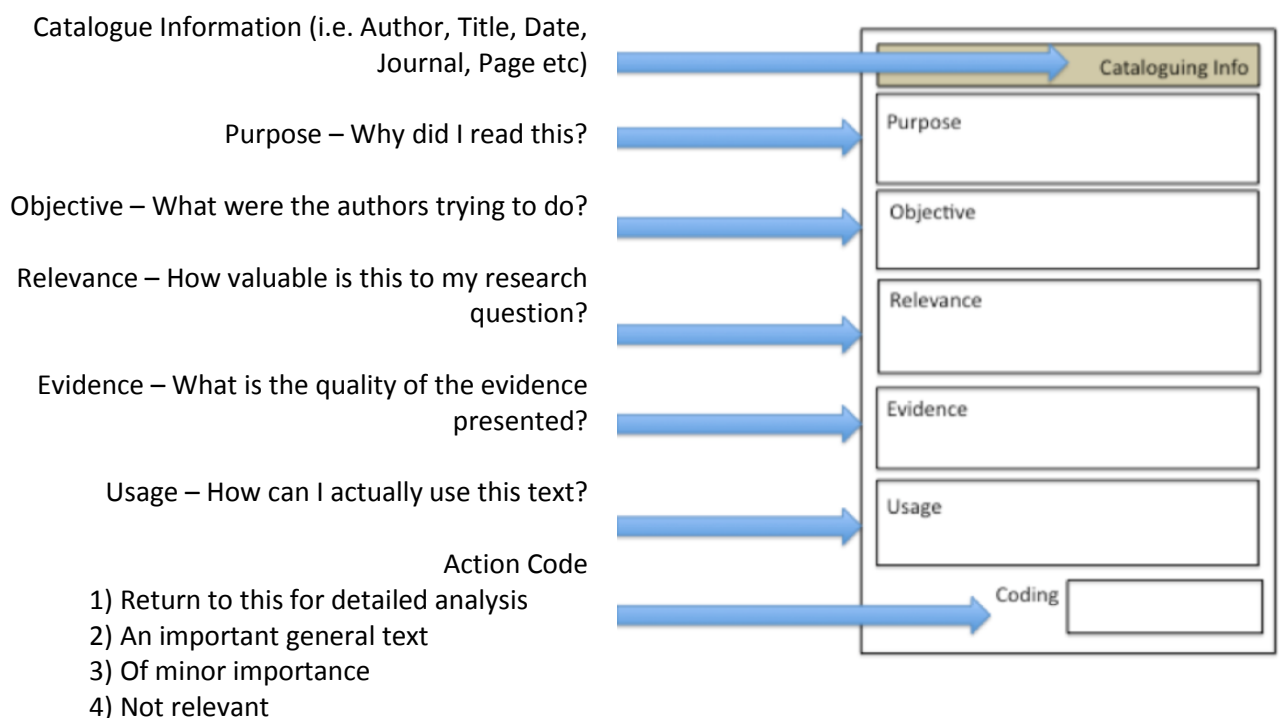 Catalogue Information (i.e. Author, Title, Date,
Journal, Page etc)
Purpose – Why did I read this?
Objective – What were the authors trying to do?
Relevance – How valuable is this to my research
question?
Evidence – What is the quality of the evidence
presented?
Usage – How can I actually use this text?
Action Code
1) Return to this for detailed analysis
2) An important general text
3) Of minor importance
4) Not relevant
Cataloguing Info
Purpose
Objective
Relevance
Evidence
Usage
Coding